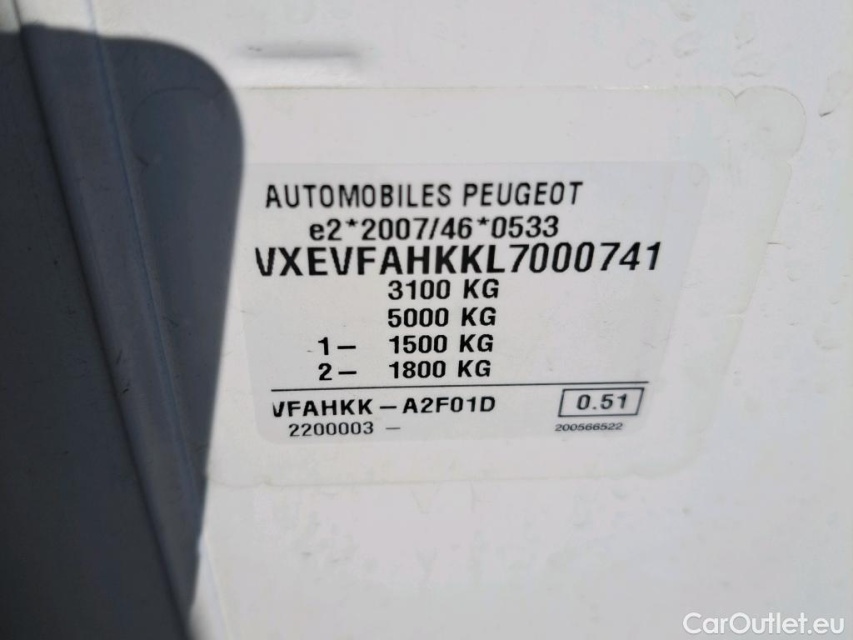 AUTOMOBILES PEUGEOT
e2*2007/46*0533
VXEVFAHKKL7000741
3100 KG
5000 KG
1- 1500 KG
2- 1800 KG
VFAHKK-A2F01D 0.51
2200003 - 200566522
CarOutlet.eu